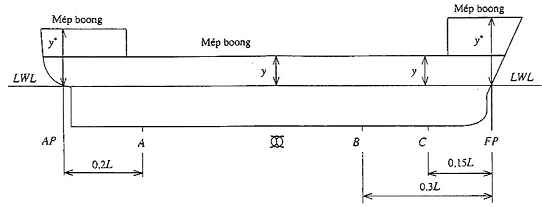 Mép boong
Mép boong
Mép boong
y*
y*
y
y
LWL
LWL
AP
A
B
C
FP
0,2L
0,15L
0,3L